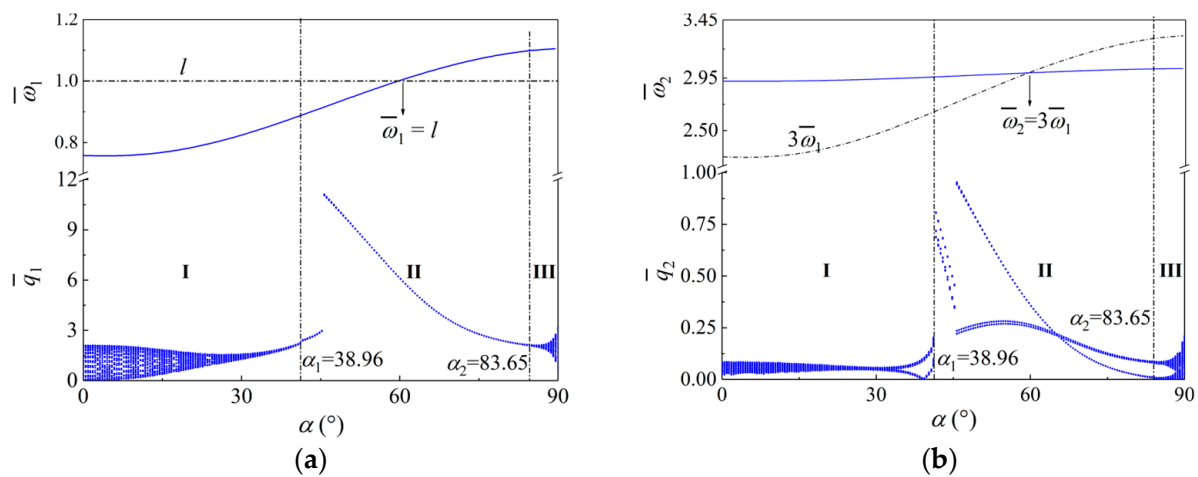 (a)
1.2
1.0
0.8
12
9
6
3
0
ω̅₁
q̅₁
l
ω̅₁ = l
I
II
III
α₁=38.96
α₂=83.65
0 30 60 90
α (°)
(b)
3.45
2.95
2.50
1.00
1.00
0.75
0.50
0.25
0.00
ω̅₂
q̅₂
3ω̅₁
ω̅₂=3ω̅₁
I
II
III
α₂=83.65
α₁=38.96
0 30 60 90
α (°)
(a) (b)